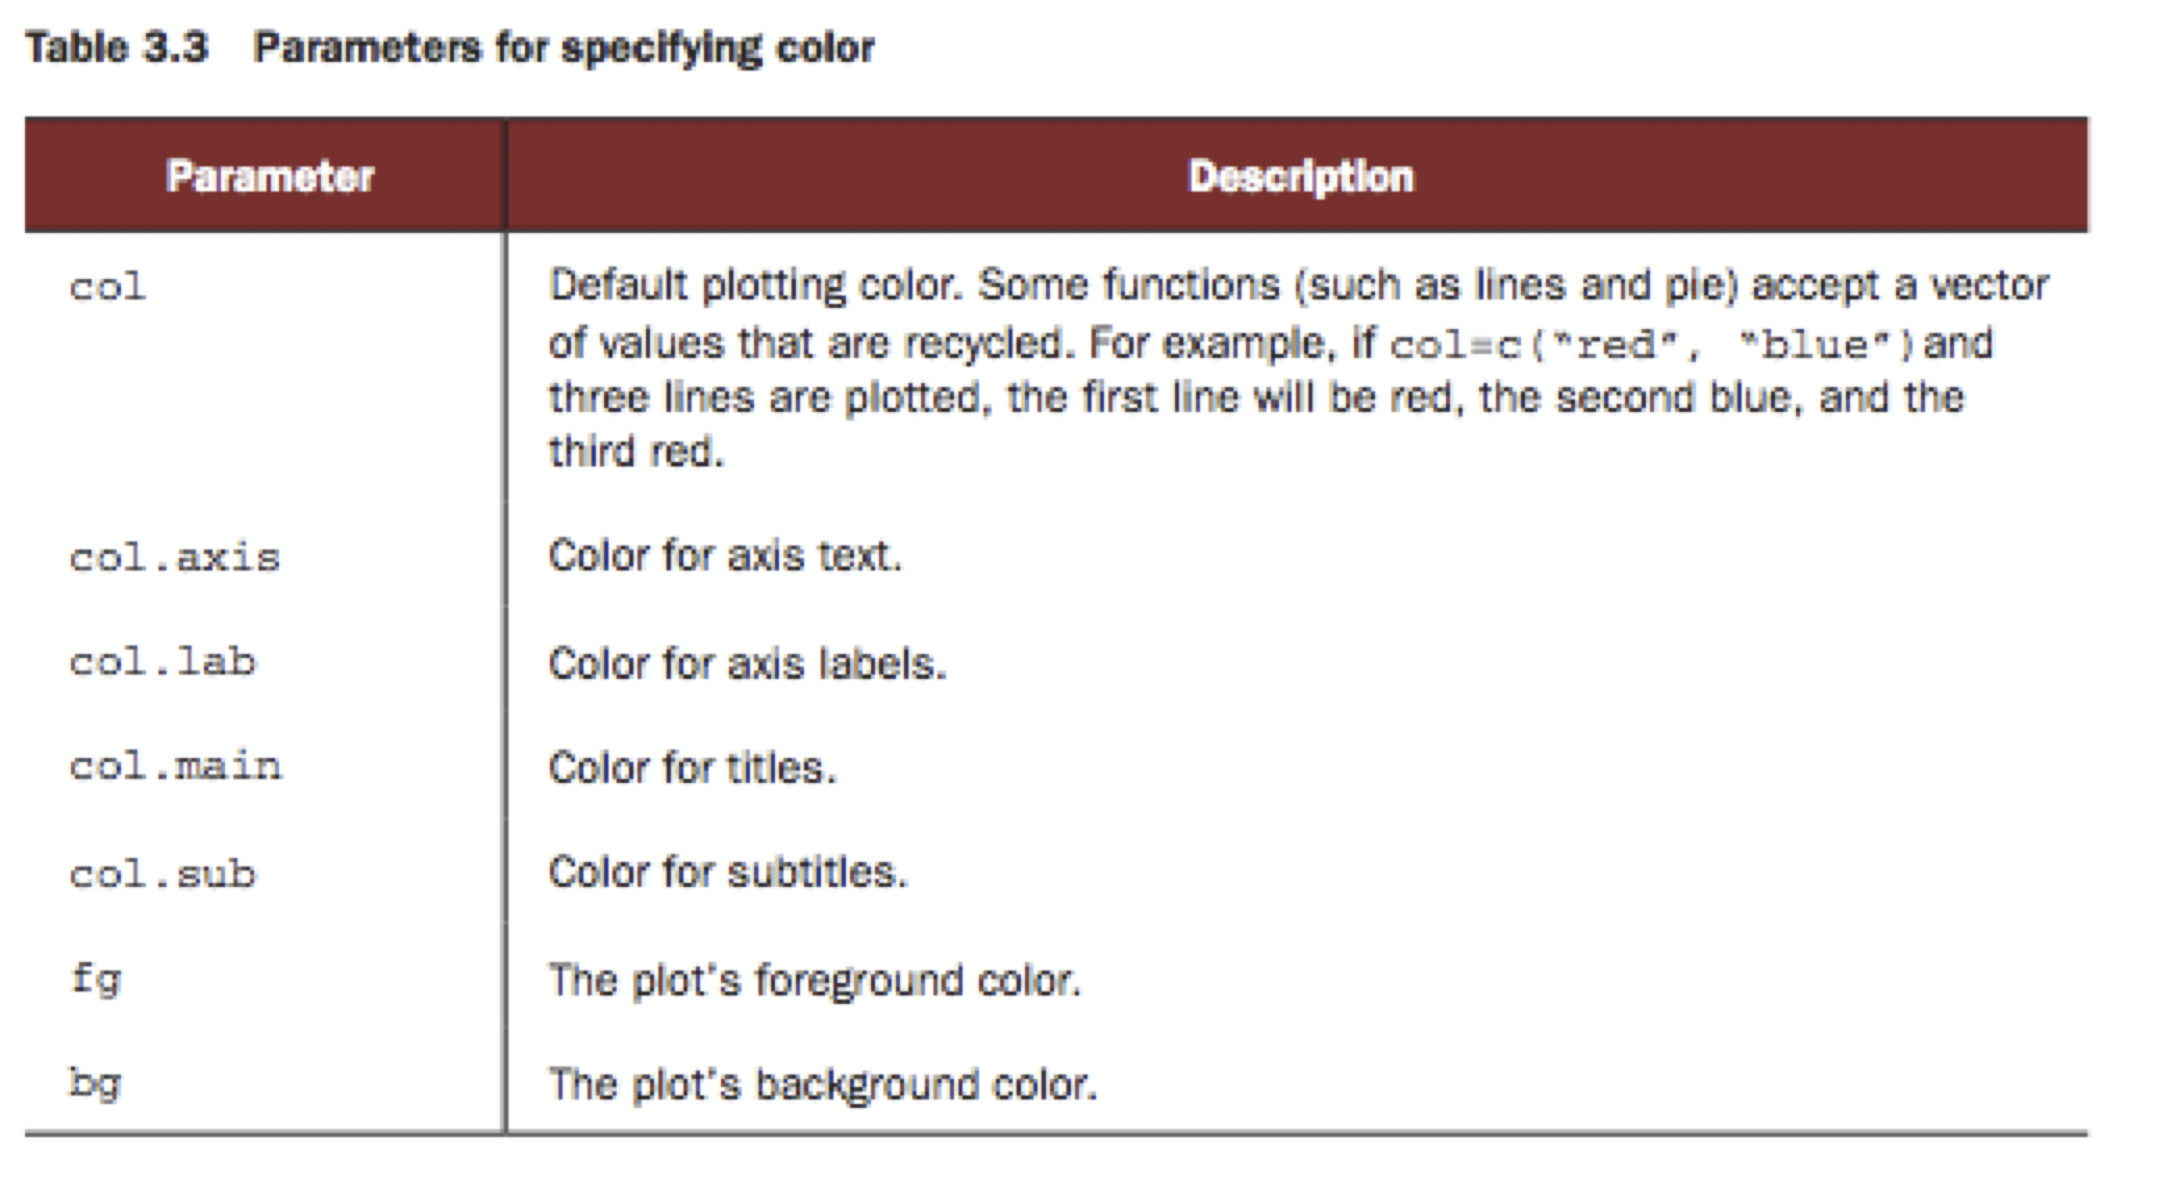 Table 3.3 Parameters for specifying color
Parameter Description
col Default plotting color. Some functions (such as lines and pie) accept a vector
of values that are recycled. For example, if col=c("red", "blue")and
three lines are plotted, the first line will be red, the second blue, and the
third red.
col.axis Color for axis text.
col.lab Color for axis labels.
col.main Color for titles.
col.sub Color for subtitles.
fg The plot's foreground color.
bg The plot's background color.